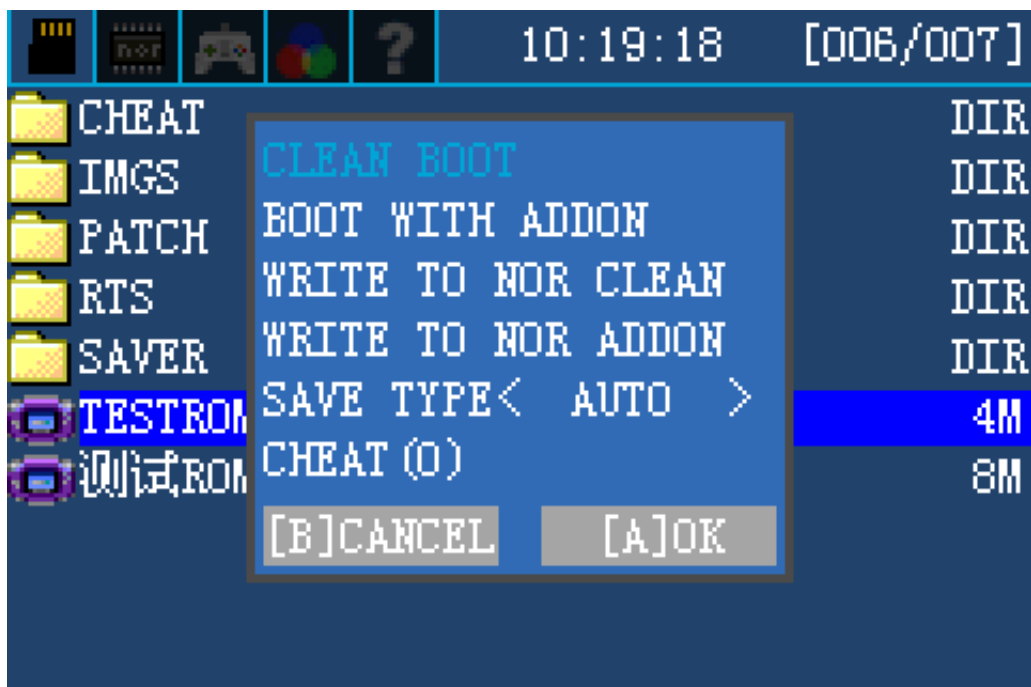 nor ? 10:19:18 [006/007]
CHEAT DIR
IMGS DIR
PATCH DIR
RTS DIR
SAVER DIR
TESTROM 4M
测试ROM 8M
CLEAN BOOT
BOOT WITH ADDON
WRITE TO NOR CLEAN
WRITE TO NOR ADDON
SAVE TYPE< AUTO >
CHEAT(0)
[B]CANCEL [A]OK